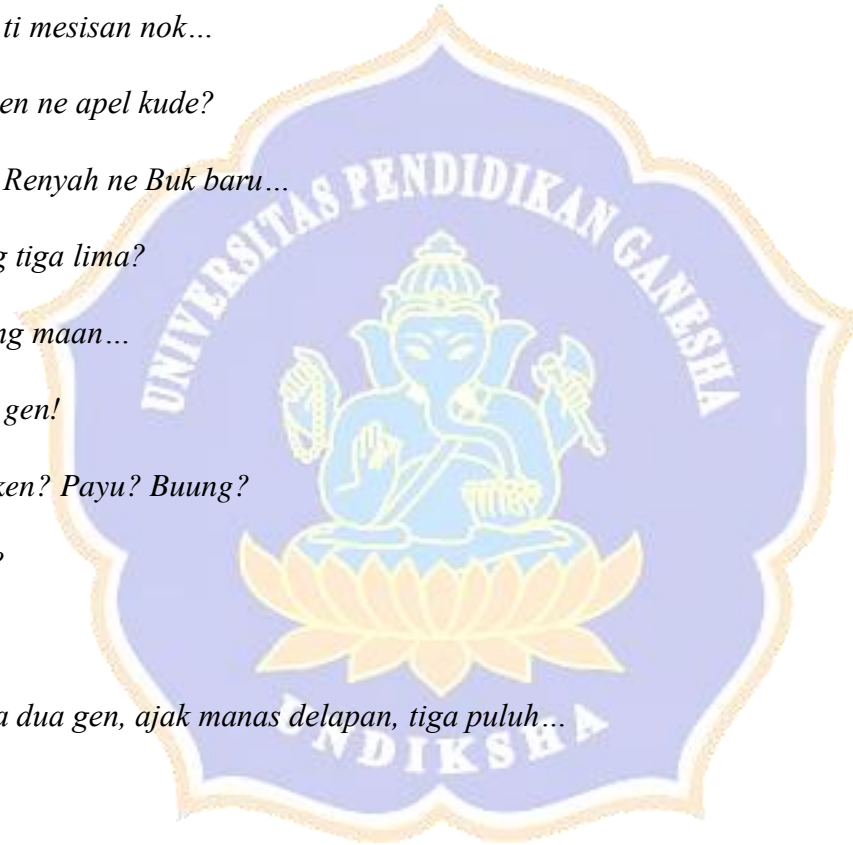 ti mesisan nok…
en ne apel kude?
Renyah ne Buk baru…
UNIVERSITAS PENDIDIKAN GANESHA
g tiga lima?
ng maan…
gen!
ken? Payu? Buung?
?
a dua gen, ajak manas delapan, tiga puluh…
UNDIKSHA